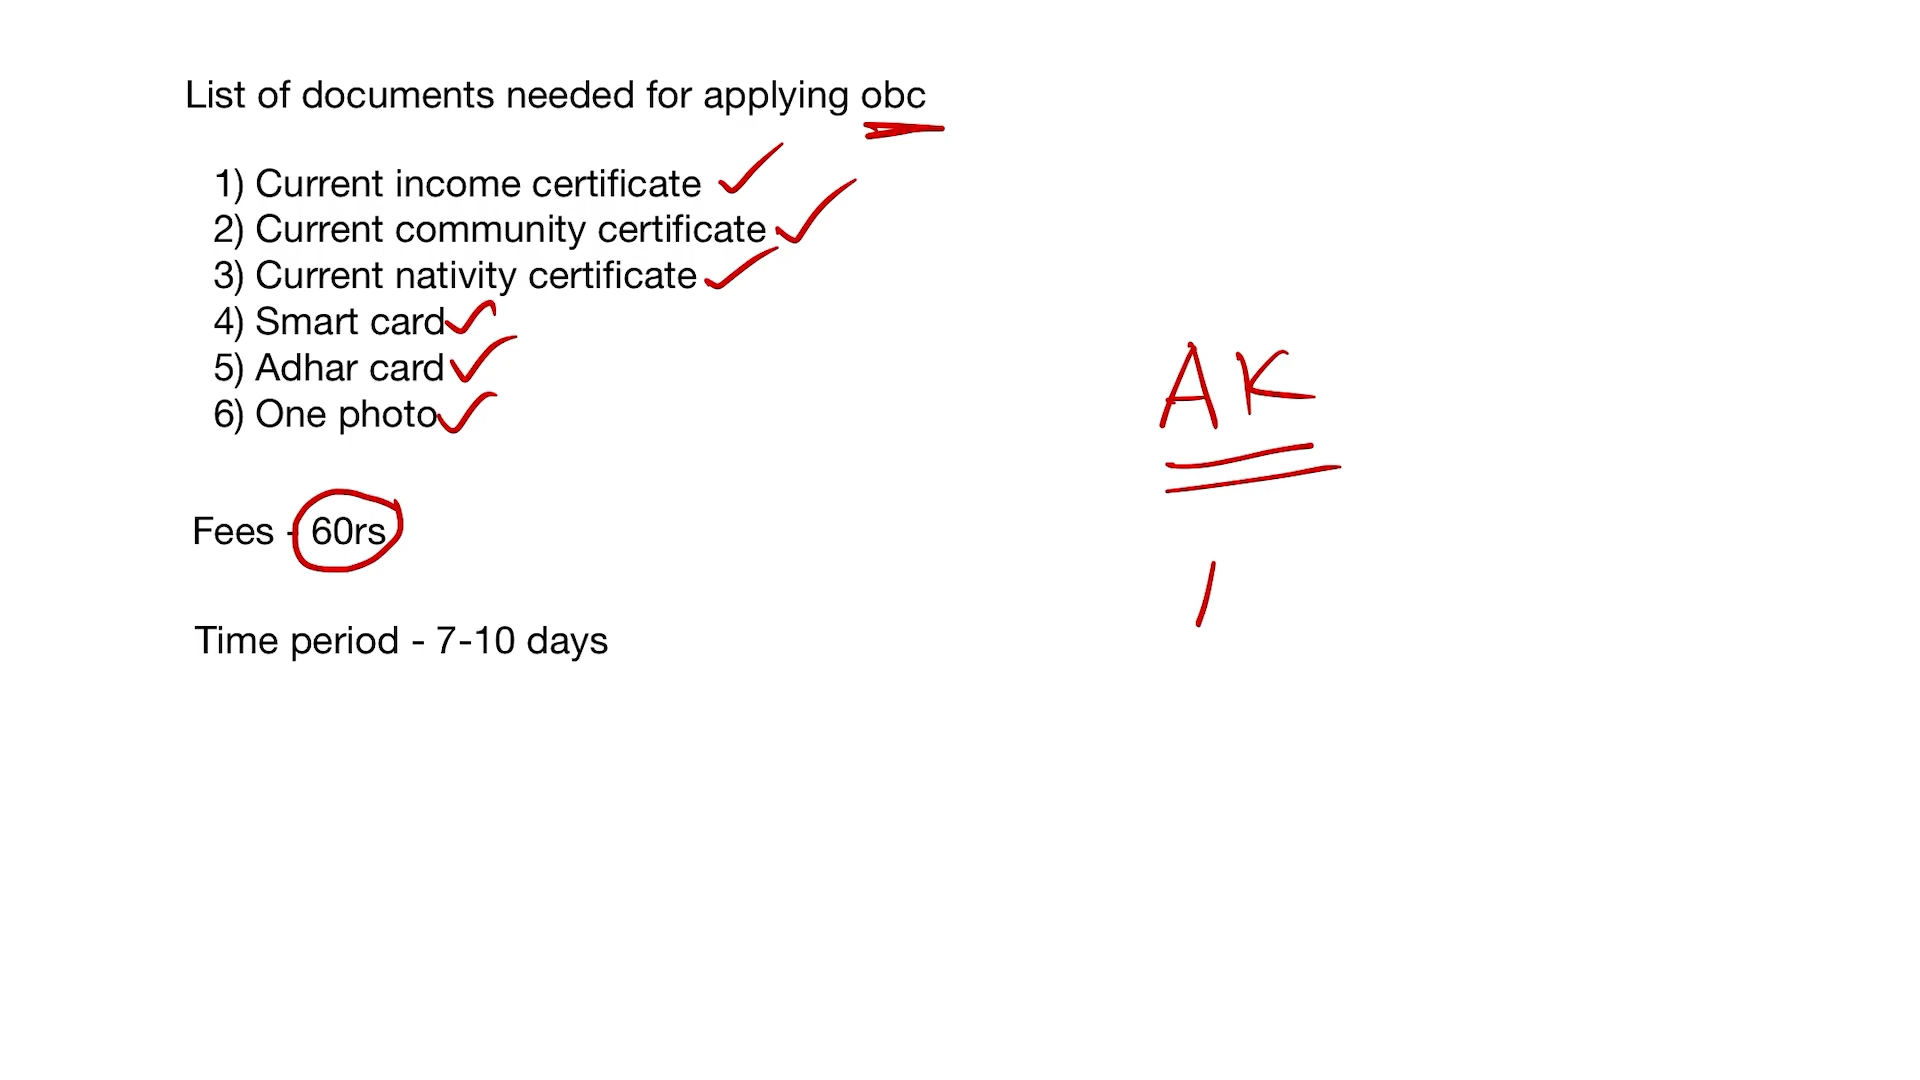 List of documents needed for applying obc
1) Current income certificate
2) Current community certificate
3) Current nativity certificate
4) Smart card
5) Adhar card
6) One photo
AK
Fees - 60rs
Time period - 7-10 days